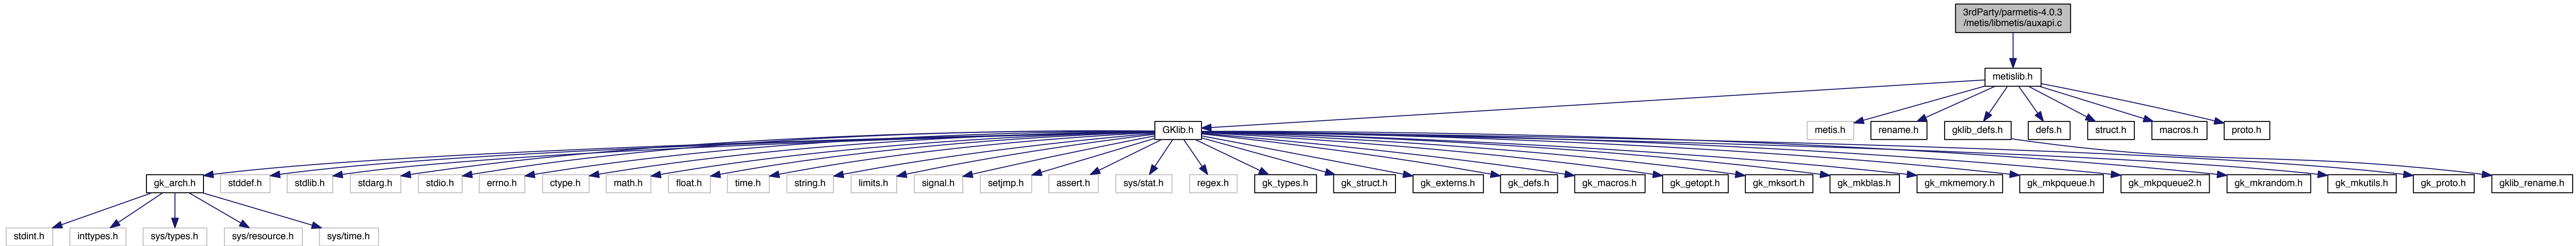 3rdParty/parmetis-4.0.3
/metis/libmetis/auxapi.c
metislib.h
GKlib.h
metis.h
rename.h
gklib_defs.h
defs.h
struct.h
macros.h
proto.h
gk_arch.h
stddef.h
stdlib.h
stdarg.h
stdio.h
errno.h
ctype.h
math.h
float.h
time.h
string.h
limits.h
signal.h
setjmp.h
assert.h
sys/stat.h
regex.h
gk_types.h
gk_struct.h
gk_externs.h
gk_defs.h
gk_macros.h
gk_getopt.h
gk_mksort.h
gk_mkblas.h
gk_mkmemory.h
gk_mkpqueue.h
gk_mkpqueue2.h
gk_mkrandom.h
gk_mkutils.h
gk_proto.h
gklib_rename.h
stdint.h
inttypes.h
sys/types.h
sys/resource.h
sys/time.h